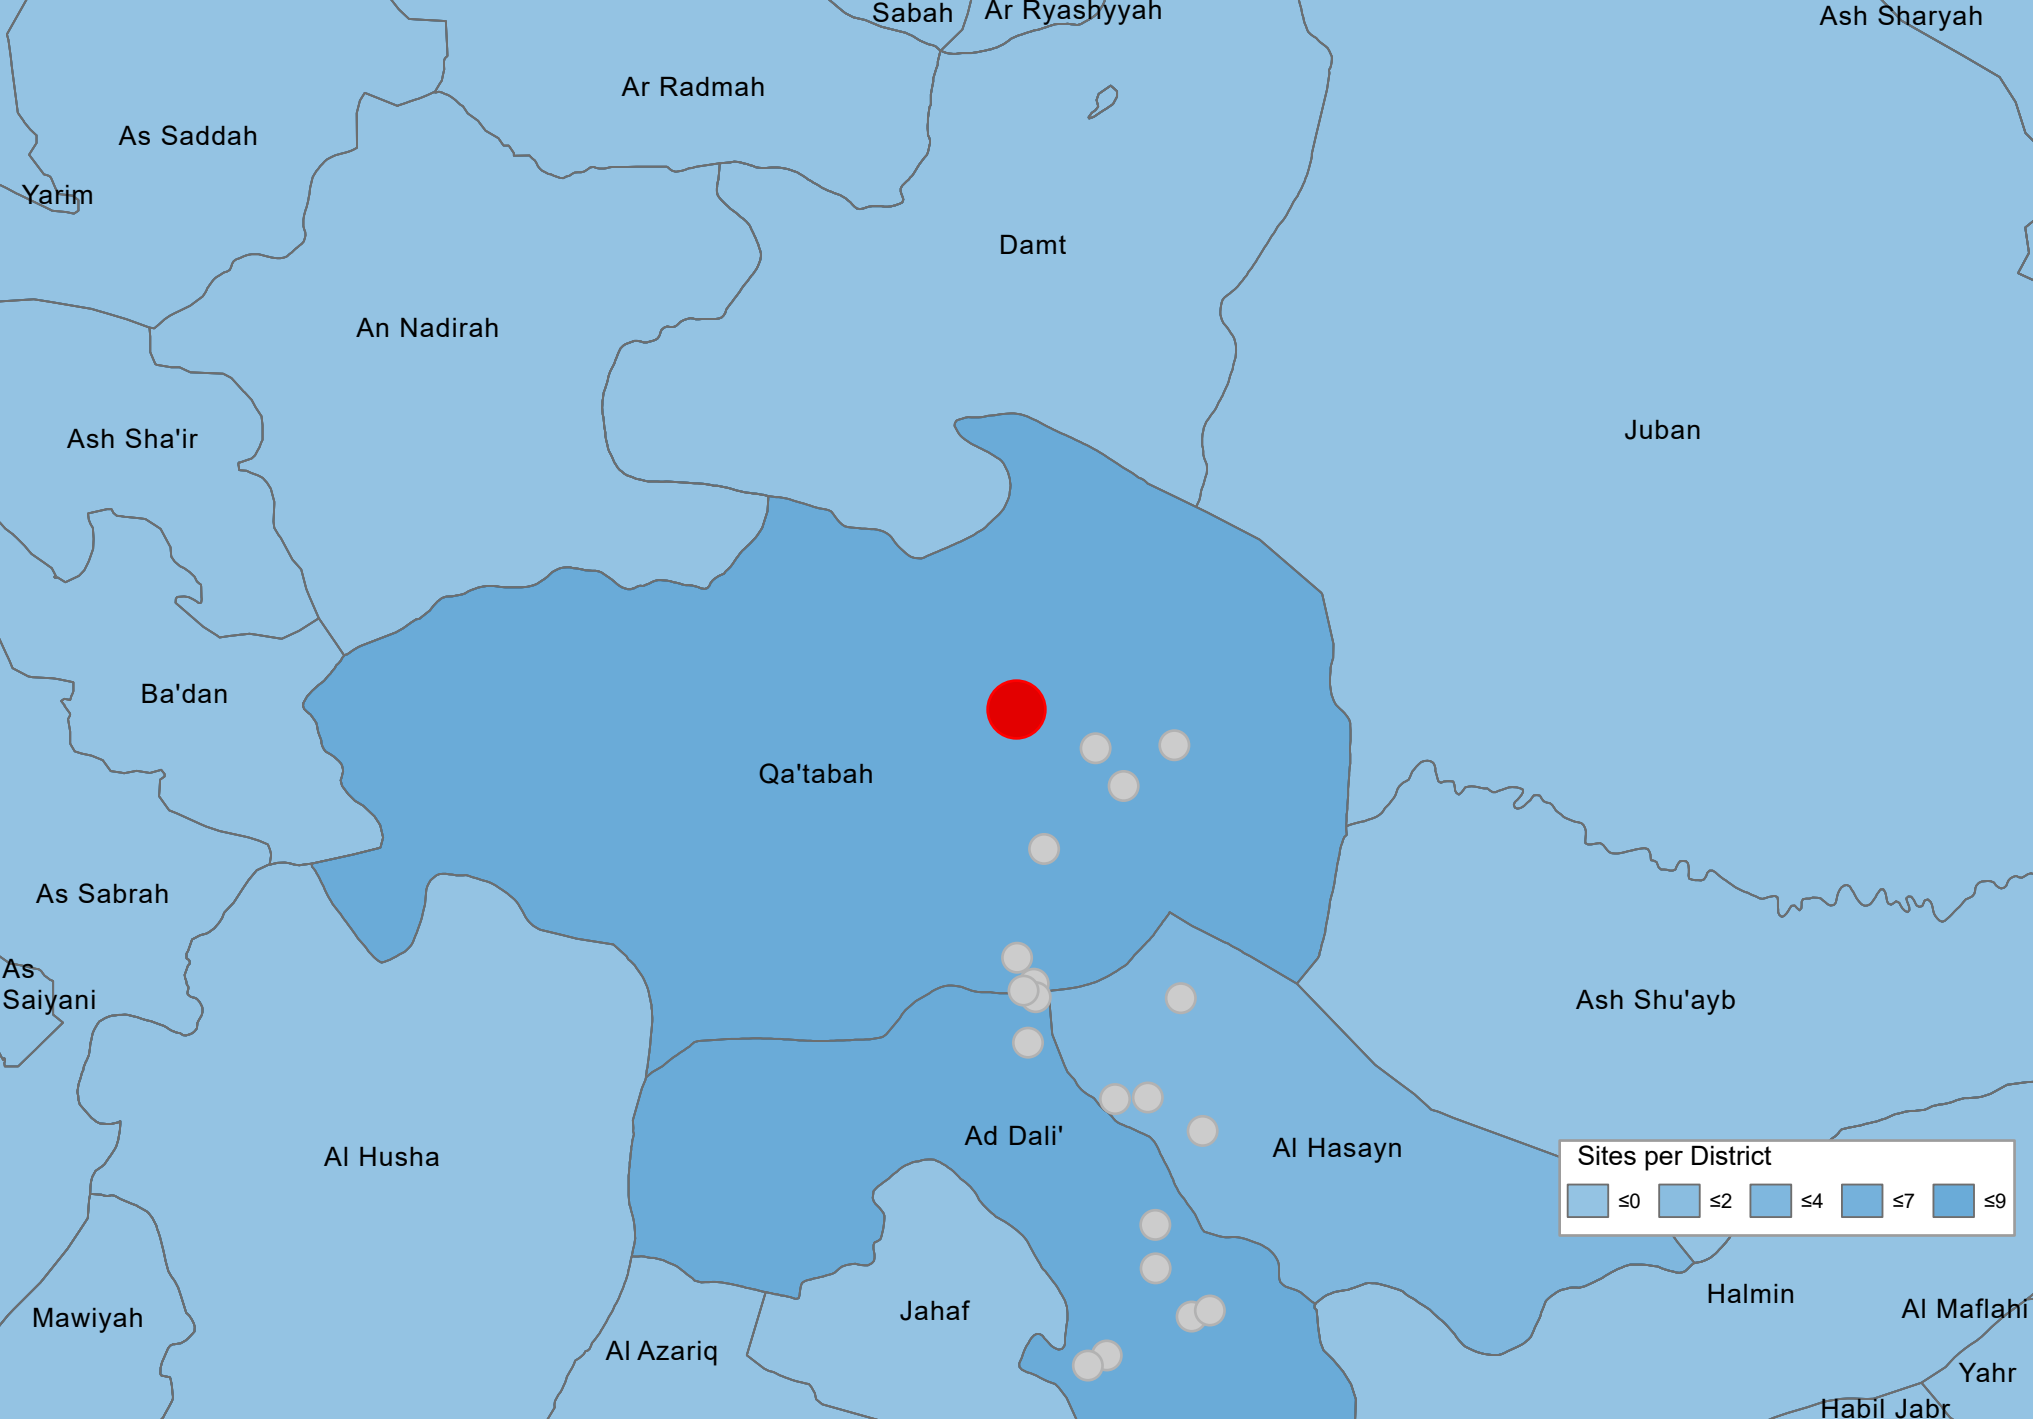 Sabah
Ar Ryashyyah
Ash Sharyah
Ar Radmah
As Saddah
Yarim
Damt
An Nadirah
Ash Sha'ir
Juban
Ba'dan
Qa'tabah
As Sabrah
As
Saiyani
Ash Shu'ayb
Ad Dali'
Al Hasayn
Al Husha
Sites per District
≤0 ≤2 ≤4 ≤7 ≤9
Halmin
Al Maflahi
Jahaf
Mawiyah
Al Azariq
Yahr
Habil Jabr